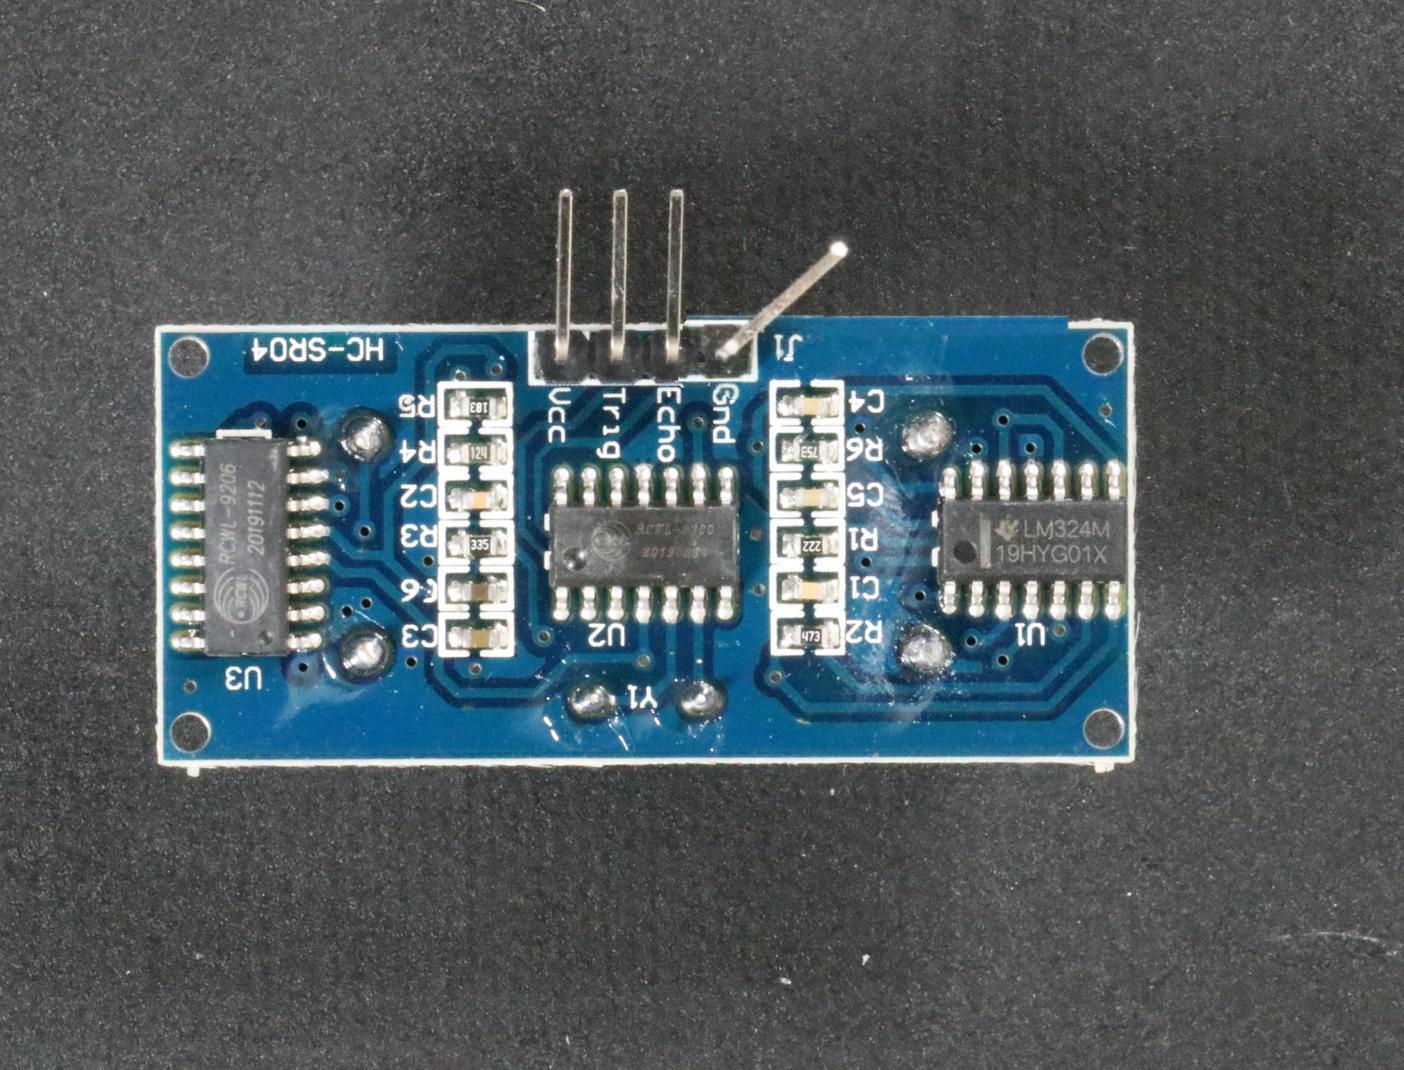 HC-SR04
J1
Vcc
Trig
Echo
Gnd
R5
183
R4
124
C2
R3
335
C3
C4
R6
753
C5
R1
222
C1
R2
473
RCWL-9206
20191112
RCWL
U3
U2
LM324M
19HYG01X
U1
Y1